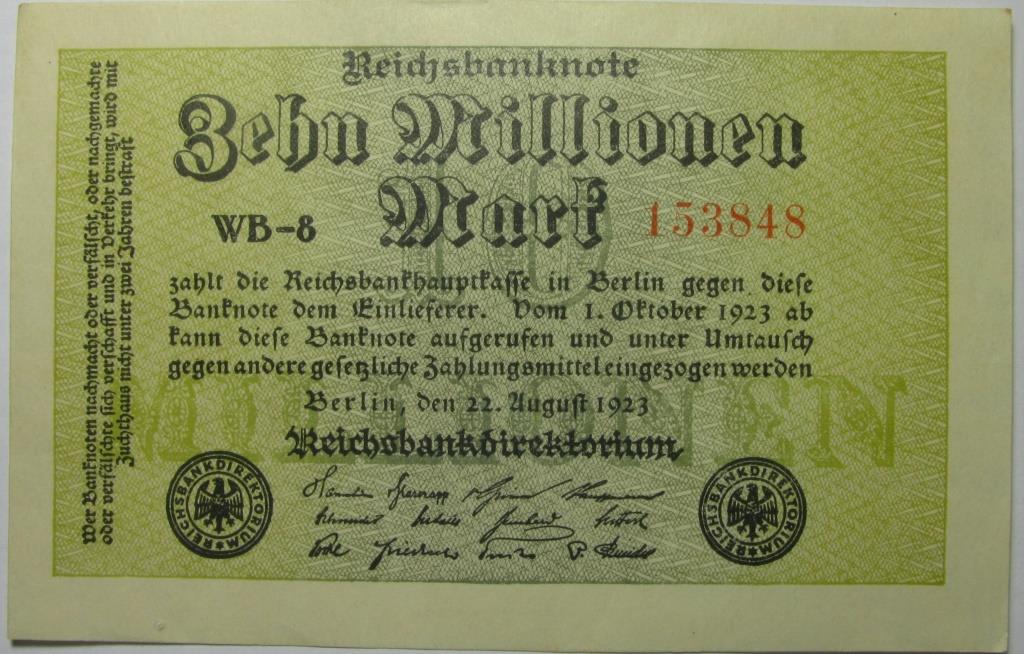 Reichsbanknote
Zehn Millionen
Mark
WB-8
153848
zahlt die Reichsbankhauptkasse in Berlin gegen diese
Banknote dem Einlieferer. Vom 1. Oktober 1923 ab
kann diese Banknote aufgerufen und unter Umtausch
gegen andere gesetzliche Zahlungsmittel eingezogen werden
Berlin, den 22. August 1923
Reichsbankdirektorium
REICHSBANKDIREKTORIUM
REICHSBANKDIREKTORIUM
Wer Banknoten nachmacht oder verfälscht, oder nachgemachte
oder verfälschte sich verschafft und in Verkehr bringt, wird mit
Zuchthaus nicht unter zwei Jahren bestraft
10